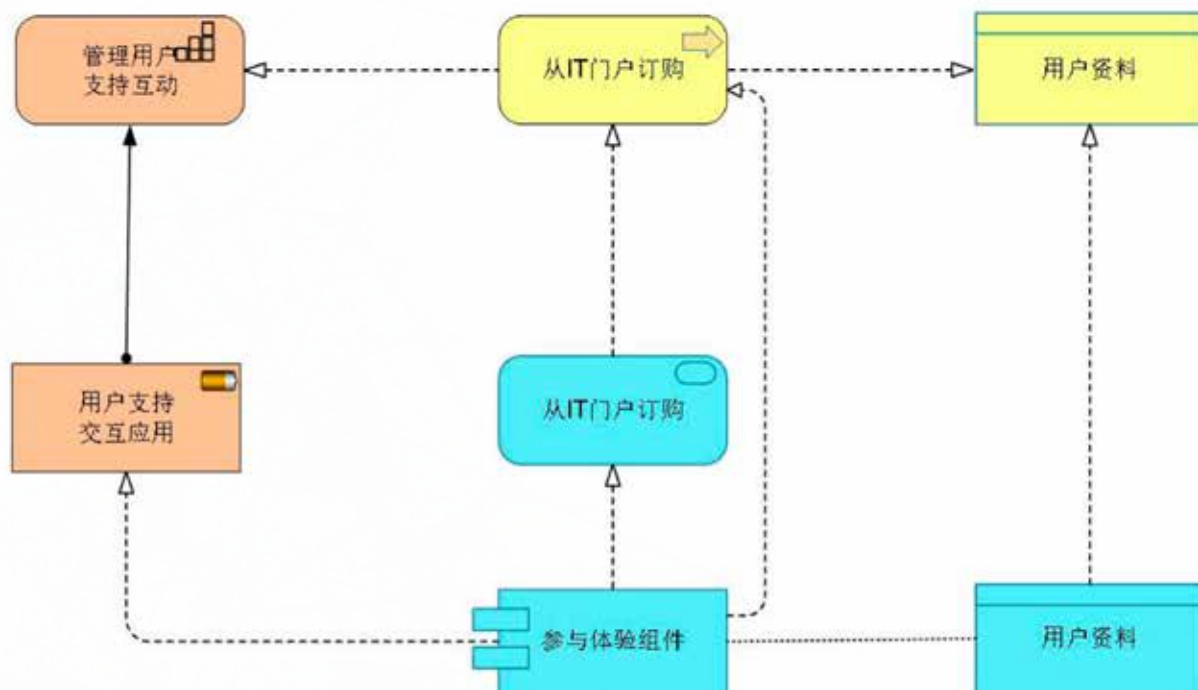 管理用户
支持互动
从IT门户订购
用户资料
用户支持
交互应用
从IT门户订购
参与体验组件
用户资料